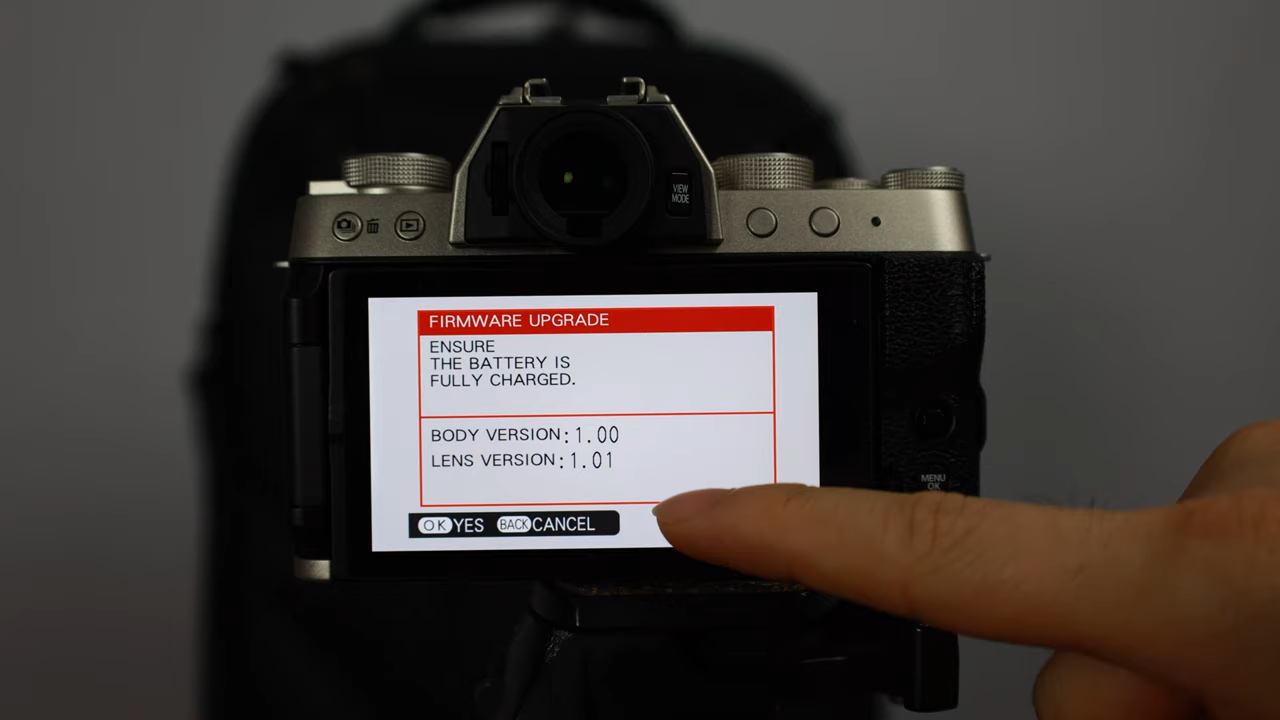 VIEW
MODE
FIRMWARE UPGRADE
ENSURE
THE BATTERY IS
FULLY CHARGED.
BODY VERSION:1.00
LENS VERSION:1.01
OK YES BACK CANCEL
MENU
OK